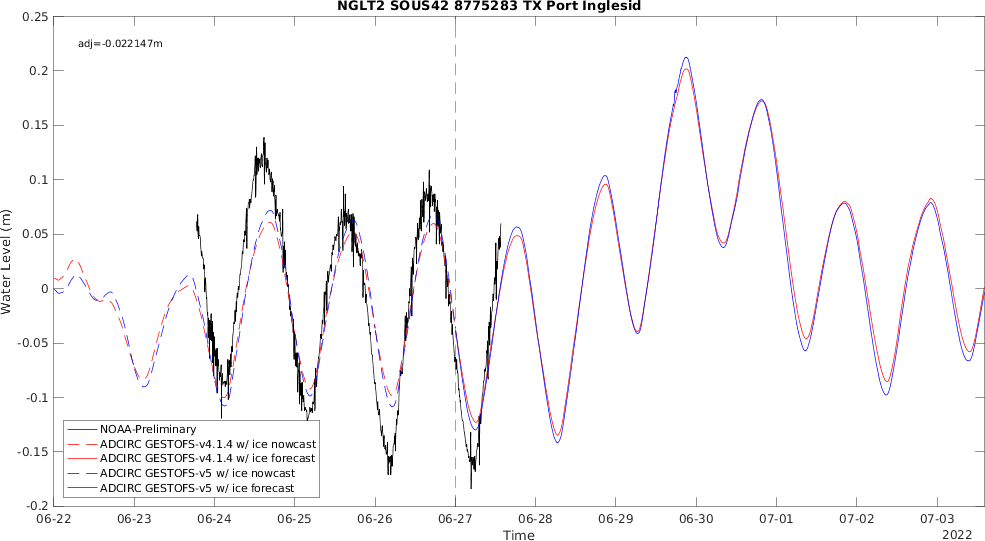 NGLT2 SOUS42 8775283 TX Port Inglesid
adj=-0.022147m
0.25
0.2
0.15
0.1
0.05
0
-0.05
-0.1
-0.15
-0.2
Water Level (m)
NOAA-Preliminary
ADCIRC GESTOFS-v4.1.4 w/ ice nowcast
ADCIRC GESTOFS-v4.1.4 w/ ice forecast
ADCIRC GESTOFS-v5 w/ ice nowcast
ADCIRC GESTOFS-v5 w/ ice forecast
06-22 06-23 06-24 06-25 06-26 06-27 06-28 06-29 06-30 07-01 07-02 07-03
Time
2022